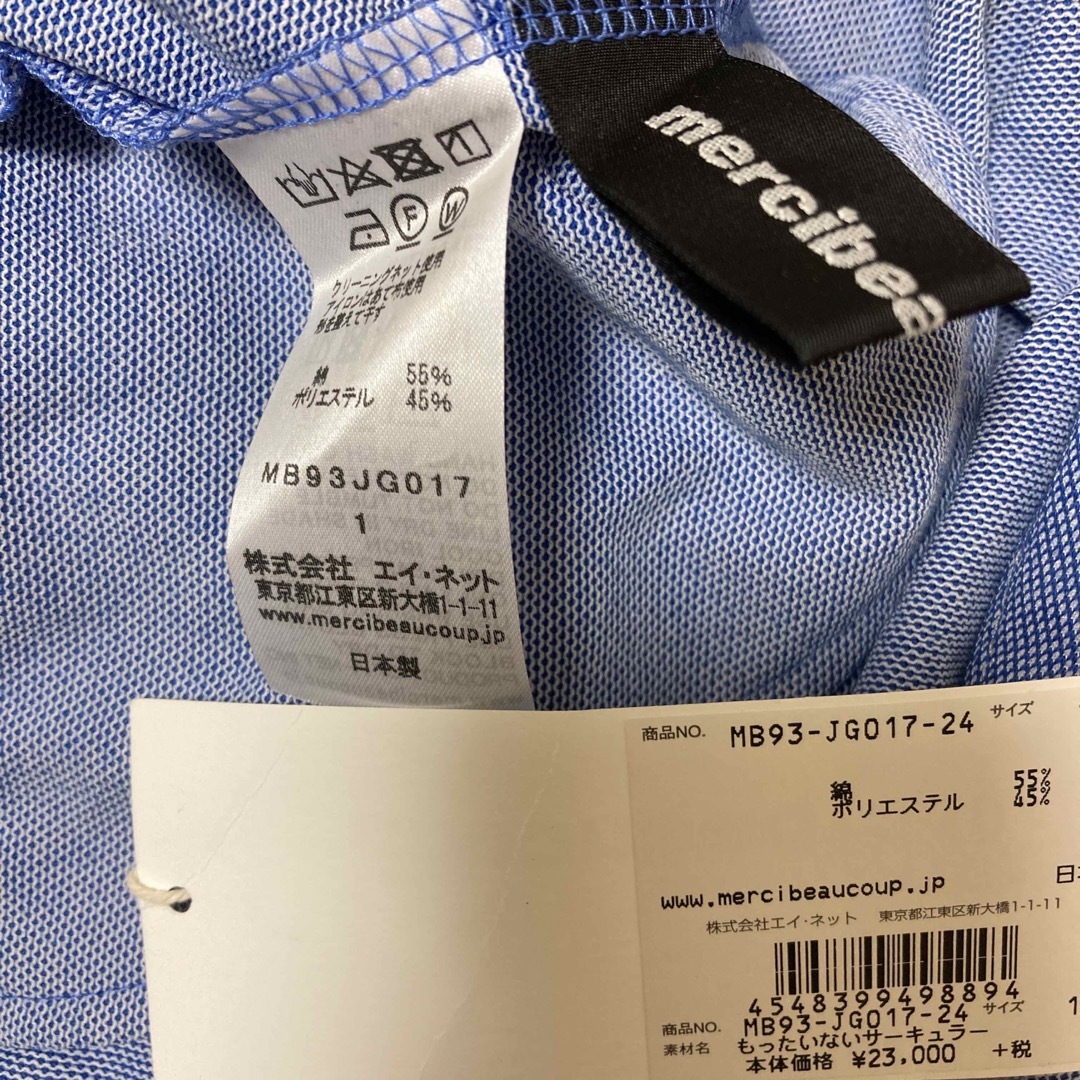 mercibea
F W
クリーニングネット使用
アイロンはあて布使用
形を整えて干す
綿 55%
ポリエステル 45%
MB93JG017
1
株式会社 エイ・ネット
東京都江東区新大橋1-1-11
www.mercibeaucoup.jp
日本製
商品NO. MB93-JG017-24 サイズ
綿 55%
ポリエステル 45%
www.mercibeaucoup.jp 日
株式会社エイ・ネット 東京都江東区新大橋1-1-11
4548399498894
商品NO. MB93-JG017-24 サイズ 1
素材名 もったいないサーキュラー
本体価格 ¥23,000 +税